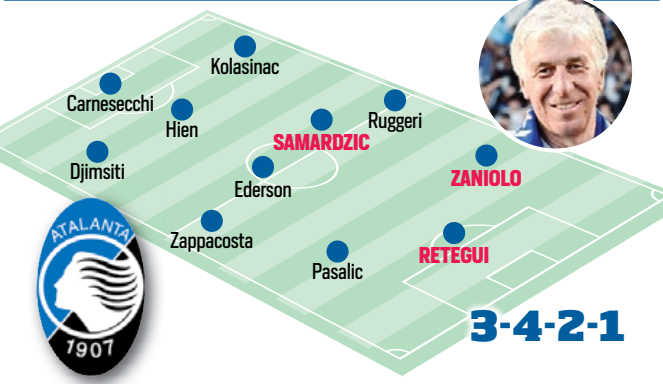 Kolasinac
Carnesecchi
Hien
Ruggeri
SAMARDZIC
Djimsiti
Ederson
ZANIOLO
Zappacosta
Pasalic
RETEGUI
ATALANTA
1907
3-4-2-1